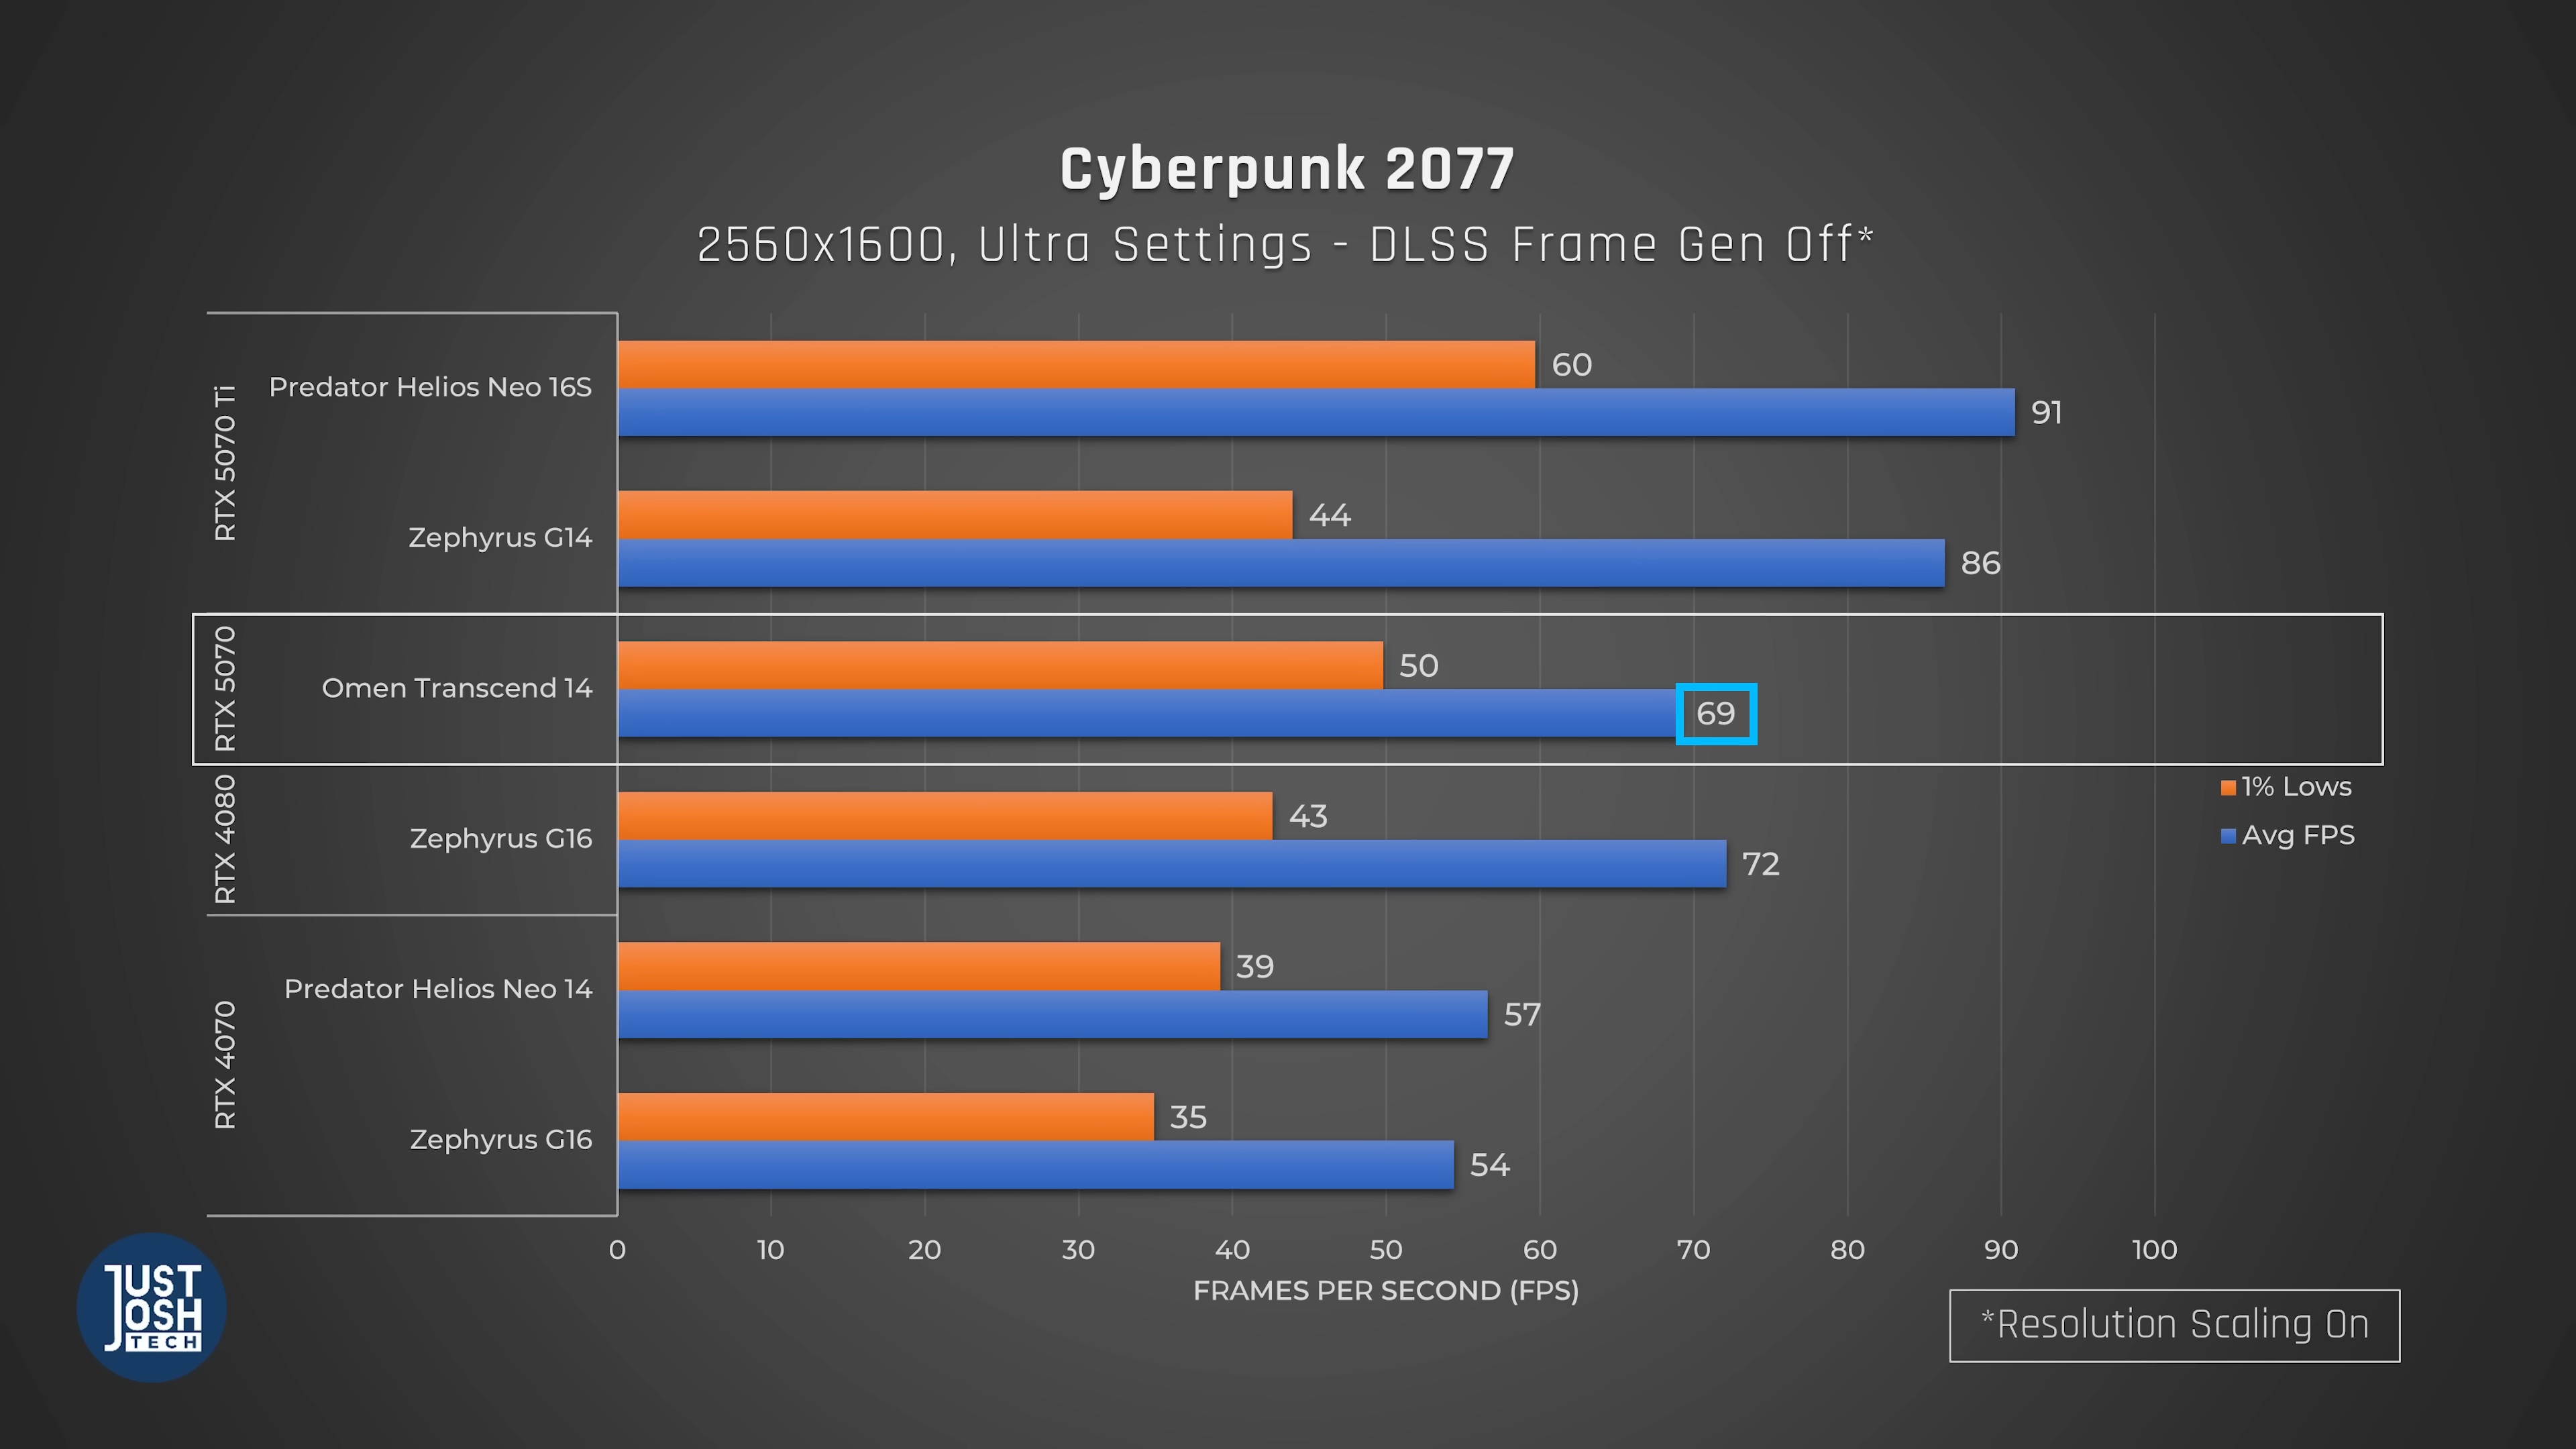 Cyberpunk 2077
2560x1600, Ultra Settings - DLSS Frame Gen Off*
RTX 5070 Ti
Predator Helios Neo 16S
60
91
Zephyrus G14
44
86
RTX 5070
Omen Transcend 14
50
69
RTX 4080
Zephyrus G16
43
72
1% Lows
Avg FPS
RTX 4070
Predator Helios Neo 14
39
57
Zephyrus G16
35
54
0 10 20 30 40 50 60 70 80 90 100
FRAMES PER SECOND (FPS)
JUST
JOSH
TECH
*Resolution Scaling On